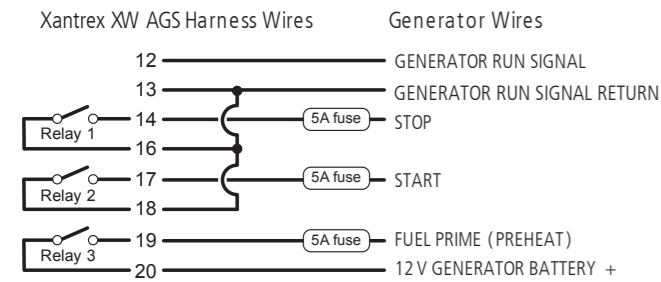 Xantrex XW AGS Harness Wires Generator Wires
12 GENERATOR RUN SIGNAL
13 GENERATOR RUN SIGNAL RETURN
14 5A fuse STOP
Relay 1
16
17 5A fuse START
Relay 2
18
19 5A fuse FUEL PRIME (PREHEAT)
Relay 3
20 12 V GENERATOR BATTERY +